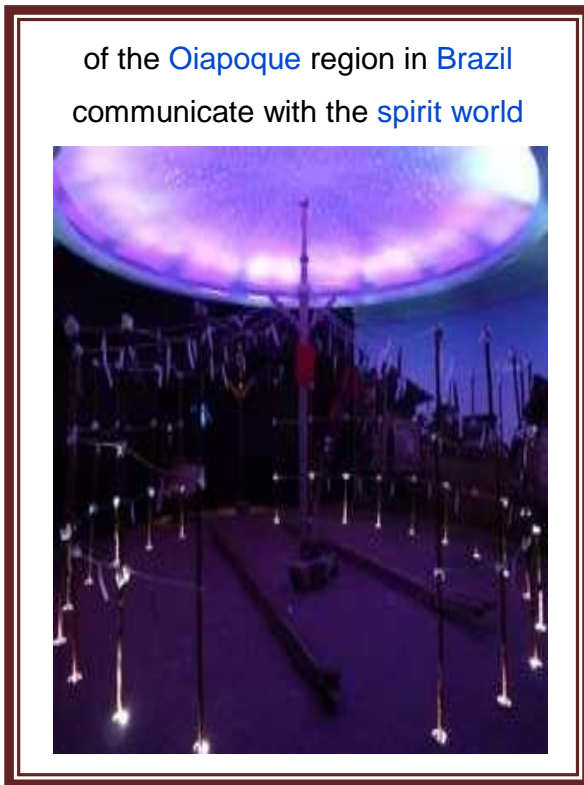 of the Oiapoque region in Brazil
communicate with the spirit world